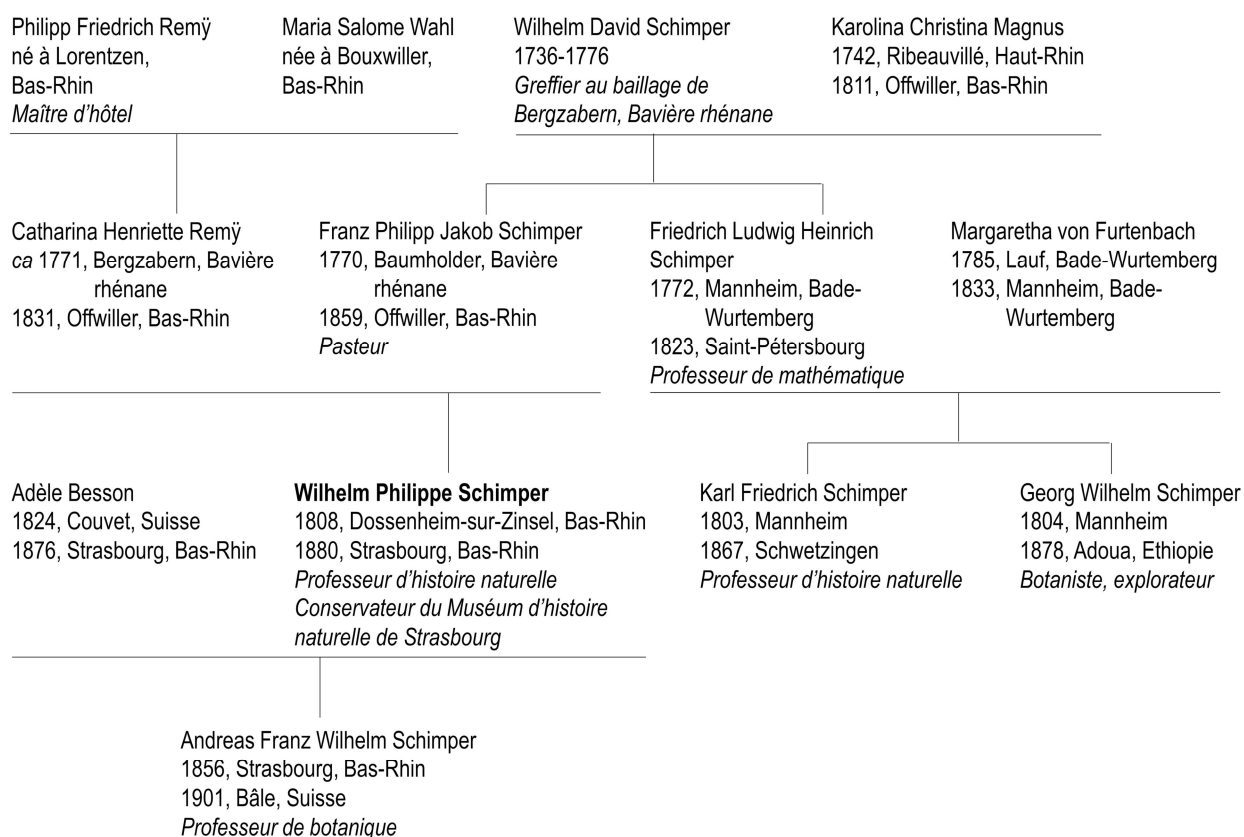 Philipp Friedrich Remÿ
né à Lorentzen,
Bas-Rhin
Maître d'hôtel
Maria Salome Wahl
née à Bouxwiller,
Bas-Rhin
Wilhelm David Schimper
1736-1776
Greffier au baillage de
Bergzabern, Bavière rhénane
Karolina Christina Magnus
1742, Ribeauvillé, Haut-Rhin
1811, Offwiller, Bas-Rhin
Catharina Henriette Remÿ
ca 1771, Bergzabern, Bavière
rhénane
1831, Offwiller, Bas-Rhin
Franz Philipp Jakob Schimper
1770, Baumholder, Bavière
rhénane
1859, Offwiller, Bas-Rhin
Pasteur
Friedrich Ludwig Heinrich
Schimper
1772, Mannheim, Bade-
Wurtemberg
1823, Saint-Pétersbourg
Professeur de mathématique
Margaretha von Furtenbach
1785, Lauf, Bade-Wurtemberg
1833, Mannheim, Bade-
Wurtemberg
Adèle Besson
1824, Couvet, Suisse
1876, Strasbourg, Bas-Rhin
Wilhelm Philippe Schimper
1808, Dossenheim-sur-Zinsel, Bas-Rhin
1880, Strasbourg, Bas-Rhin
Professeur d'histoire naturelle
Conservateur du Muséum d'histoire
naturelle de Strasbourg
Karl Friedrich Schimper
1803, Mannheim
1867, Schwetzingen
Professeur d'histoire naturelle
Georg Wilhelm Schimper
1804, Mannheim
1878, Adoua, Ethiopie
Botaniste, explorateur
Andreas Franz Wilhelm Schimper
1856, Strasbourg, Bas-Rhin
1901, Bâle, Suisse
Professeur de botanique